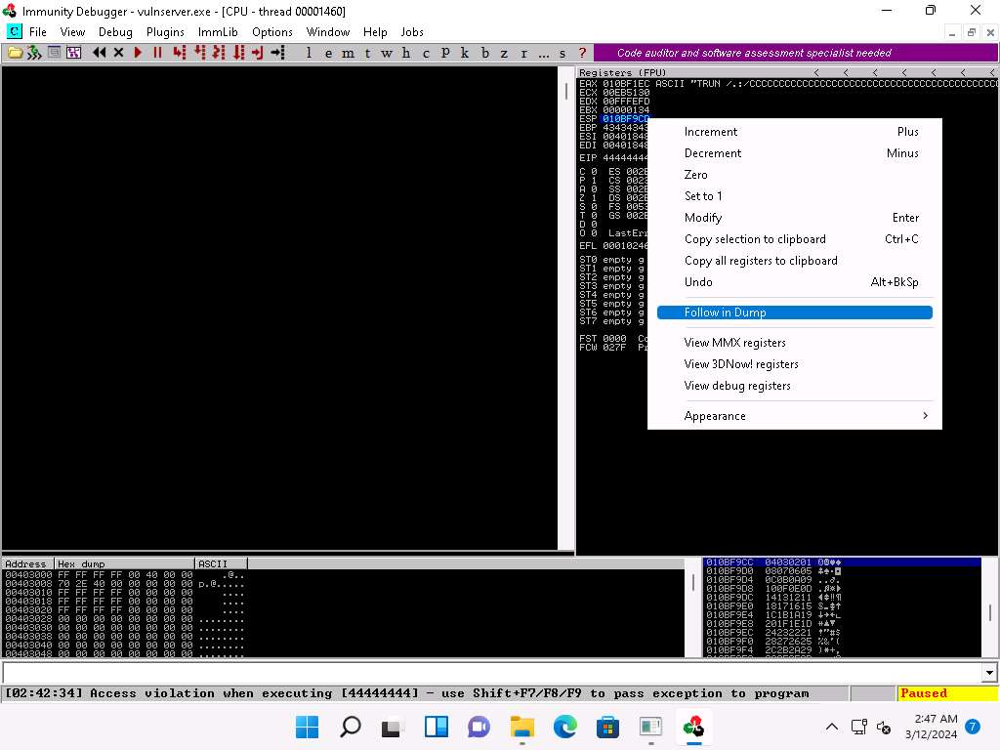 Immunity Debugger - vulnserver.exe - [CPU - thread 00001460]
C File View Debug Plugins ImmLib Options Window Help Jobs
l e m t w h c P k b z r ... s ? Code auditor and software assessment specialist needed
Registers (FPU) < < < < < < <
EAX 010BF1EC ASCII "TRUN /.:/CCCCCCCCCCCCCCCCCCCCCCCCCCCCCCCCCCCC
ECX 00EB5130
EDX 00FFFEFD
EBX 00000134
ESP 010BF9CC
EBP 43434343
ESI 00401848
EDI 00401848
EIP 44444444
C 0 ES 002B
P 1 CS 0023
A 0 SS 002B
Z 1 DS 002B
S 0 FS 0053
T 0 GS 002B
D 0
O 0 LastErr
EFL 00010246
ST0 empty g
ST1 empty g
ST2 empty g
ST3 empty g
ST4 empty g
ST5 empty g
ST6 empty g
ST7 empty g
FST 0000 Co
FCW 027F Pr
Increment Plus
Decrement Minus
Zero
Set to 1
Modify Enter
Copy selection to clipboard Ctrl+C
Copy all registers to clipboard
Undo Alt+BkSp
Follow in Dump
View MMX registers
View 3DNow! registers
View debug registers
Appearance >
Address Hex dump ASCII
00403000 FF FF FF FF 00 40 00 00 .@..
00403008 70 2E 40 00 00 00 00 00 p.@.....
00403010 FF FF FF FF 00 00 00 00 ....
00403018 FF FF FF FF 00 00 00 00 ....
00403020 FF FF FF FF 00 00 00 00 ....
00403028 00 00 00 00 00 00 00 00 ........
00403030 00 00 00 00 00 00 00 00 ........
00403038 00 00 00 00 00 00 00 00 ........
00403040 00 00 00 00 00 00 00 00 ........
00403048 00 00 00 00 00 00 00 00 ........
010BF9CC 04030201
010BF9D0 08070605
010BF9D4 0C0B0A09
010BF9D8 100F0E0D
010BF9DC 14131211
010BF9E0 18171615
010BF9E4 1C1B1A19
010BF9E8 201F1E1D
010BF9EC 24232221 !"#$
010BF9F0 28272625 %&'(
010BF9F4 2C2B2A29 )*+,
[02:42:34] Access violation when executing [44444444] - use Shift+F7/F8/F9 to pass exception to program Paused
2:47 AM
3/12/2024 7